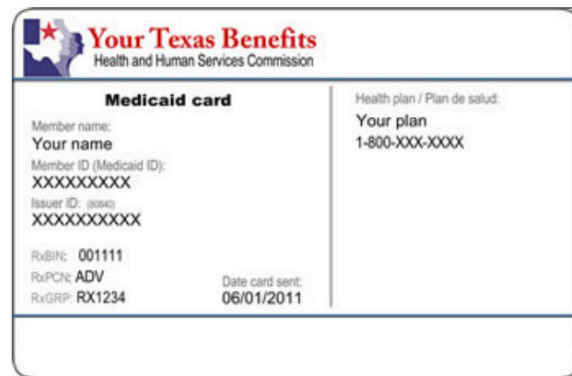 Your Texas Benefits
Health and Human Services Commission
Medicaid card
Member name:
Your name
Member ID (Medicaid ID):
XXXXXXXXX
Issuer ID: (80840)
XXXXXXXXXX
RxBIN: 001111
RxPCN: ADV
RxGRP: RX1234
Date card sent:
06/01/2011
Health plan / Plan de salud:
Your plan
1-800-XXX-XXXX